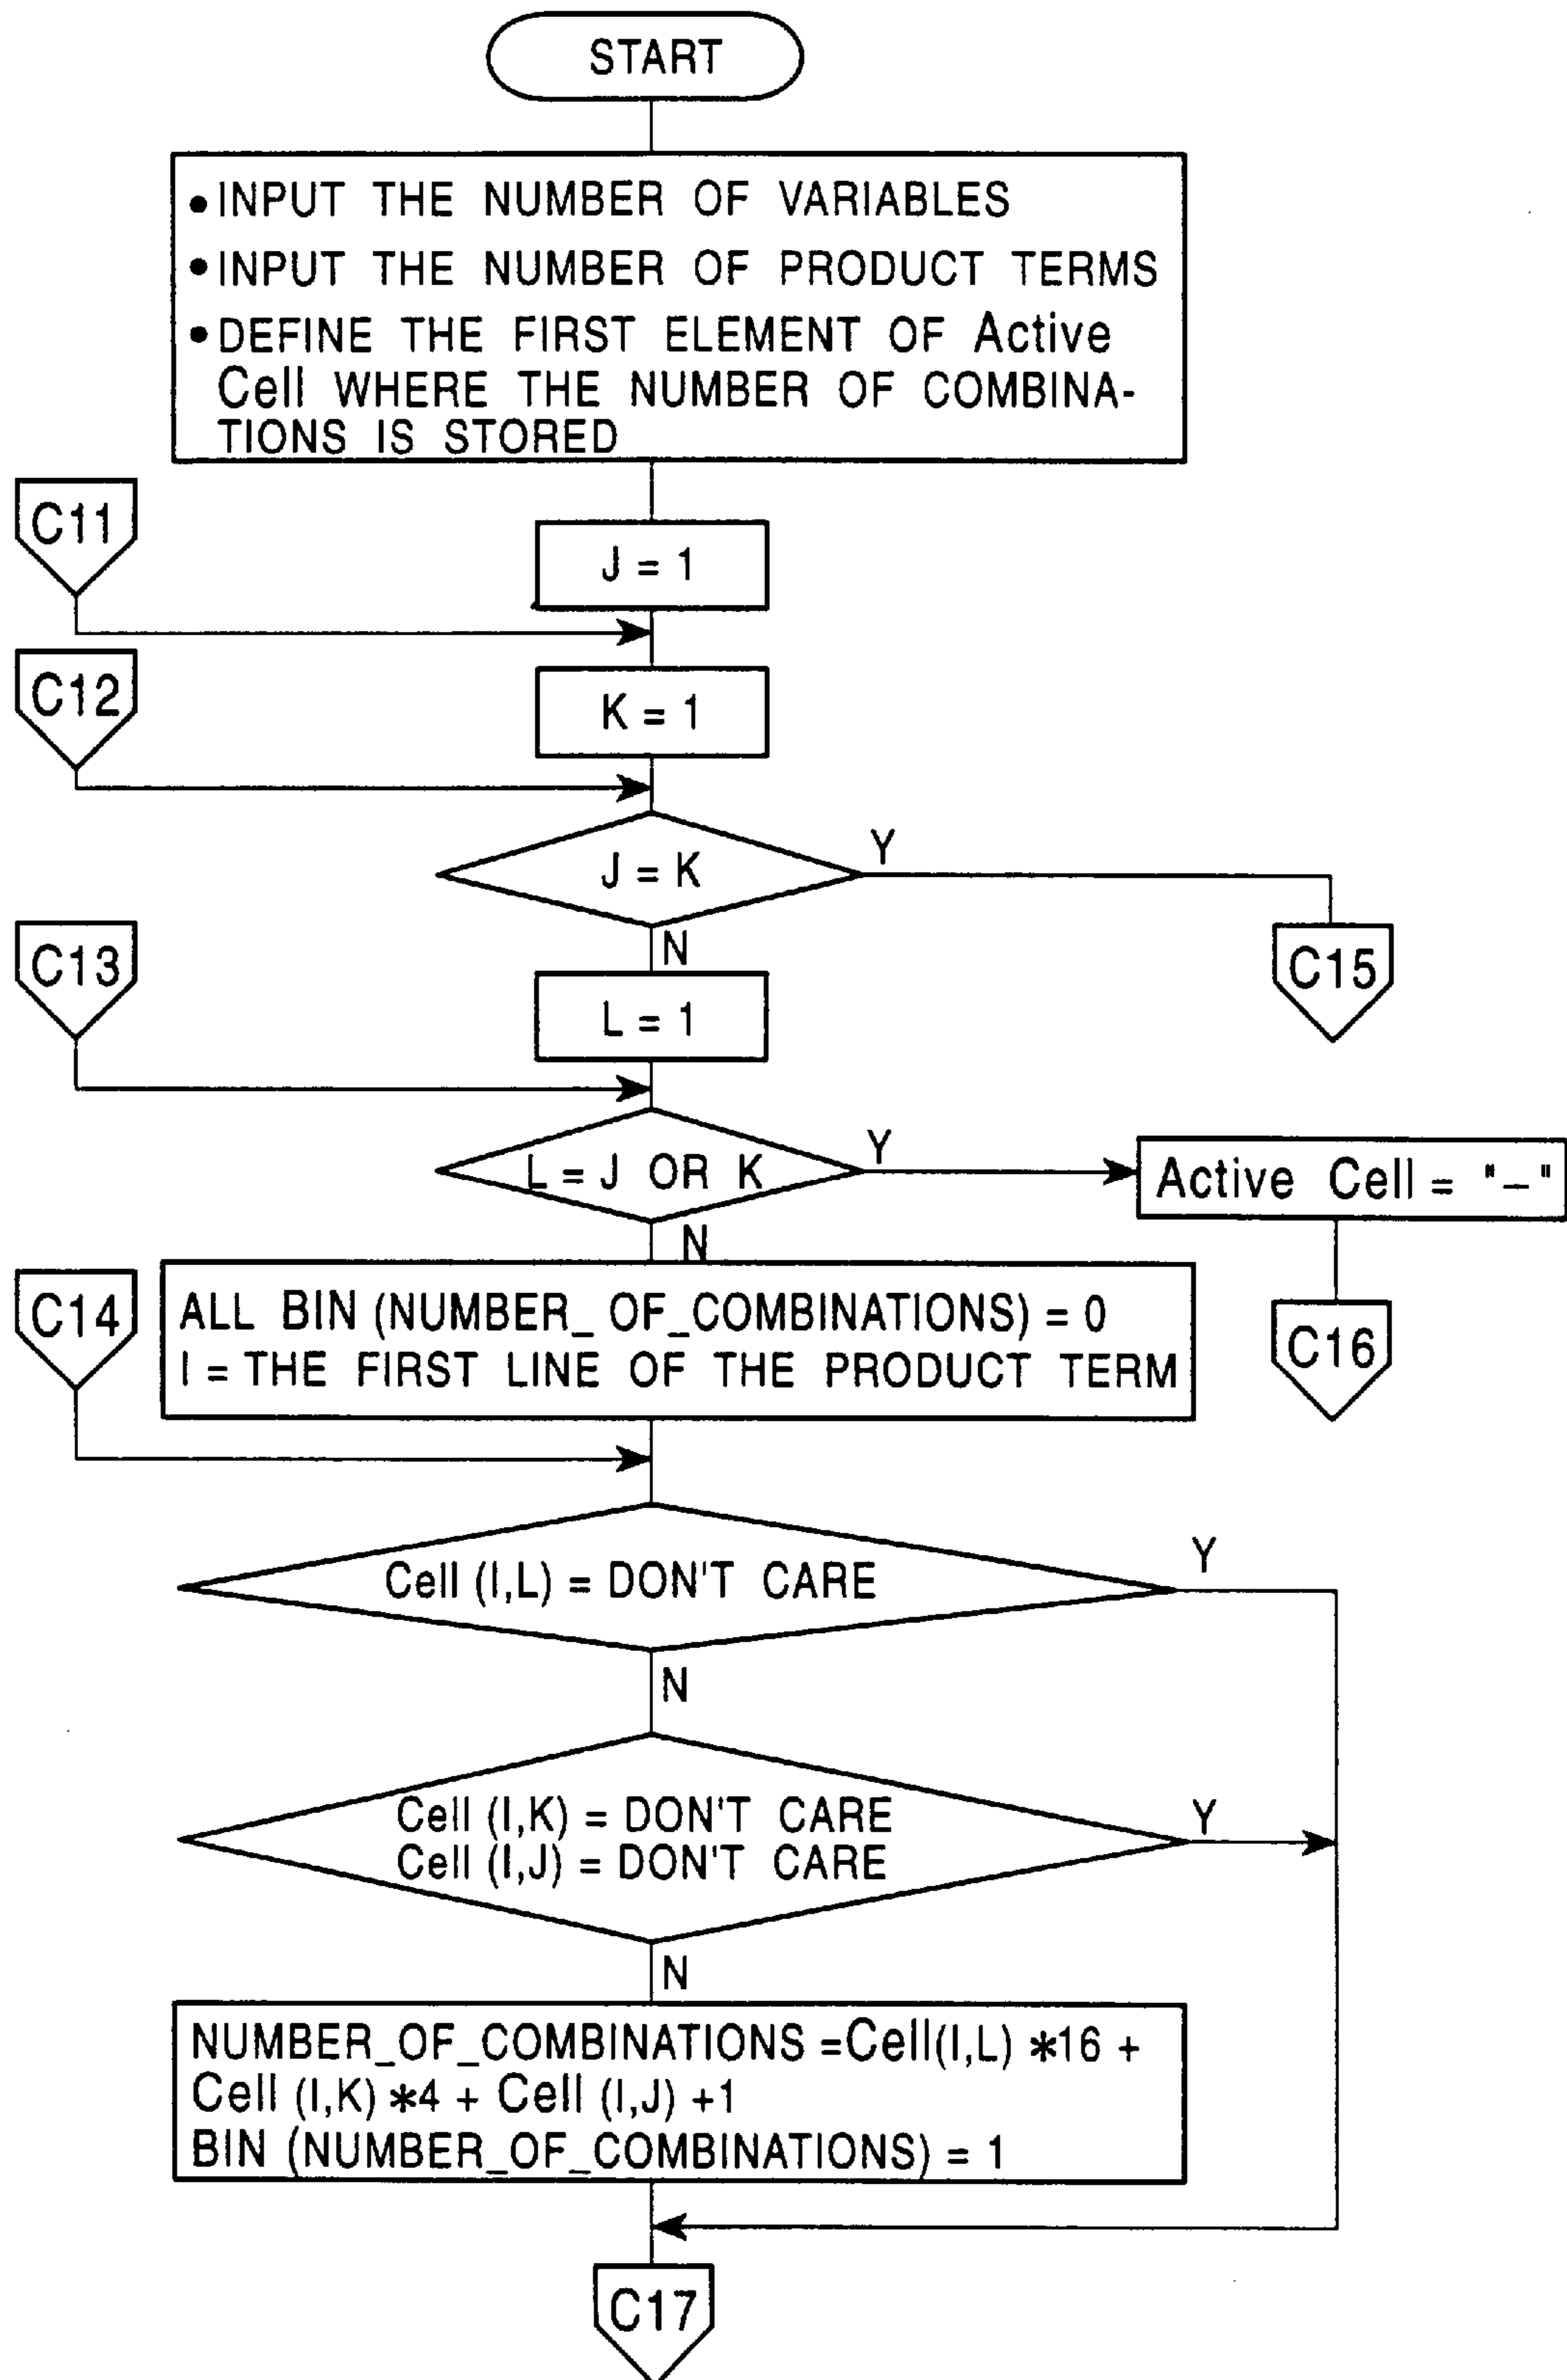 START
• INPUT THE NUMBER OF VARIABLES
• INPUT THE NUMBER OF PRODUCT TERMS
• DEFINE THE FIRST ELEMENT OF Active
Cell WHERE THE NUMBER OF COMBINA-
TIONS IS STORED
C11
J = 1
C12
K = 1
J = K
Y
N
C13
C15
L = 1
L = J OR K
Y
Active Cell = "–"
N
C14
ALL BIN (NUMBER_ OF_COMBINATIONS) = 0
I = THE FIRST LINE OF THE PRODUCT TERM
C16
Cell (I,L) = DON'T CARE
Y
N
Cell (I,K) = DON'T CARE
Cell (I,J) = DON'T CARE
Y
N
NUMBER_OF_COMBINATIONS =Cell(I,L) *16 +
Cell (I,K) *4 + Cell (I,J) +1
BIN (NUMBER_OF_COMBINATIONS) = 1
C17